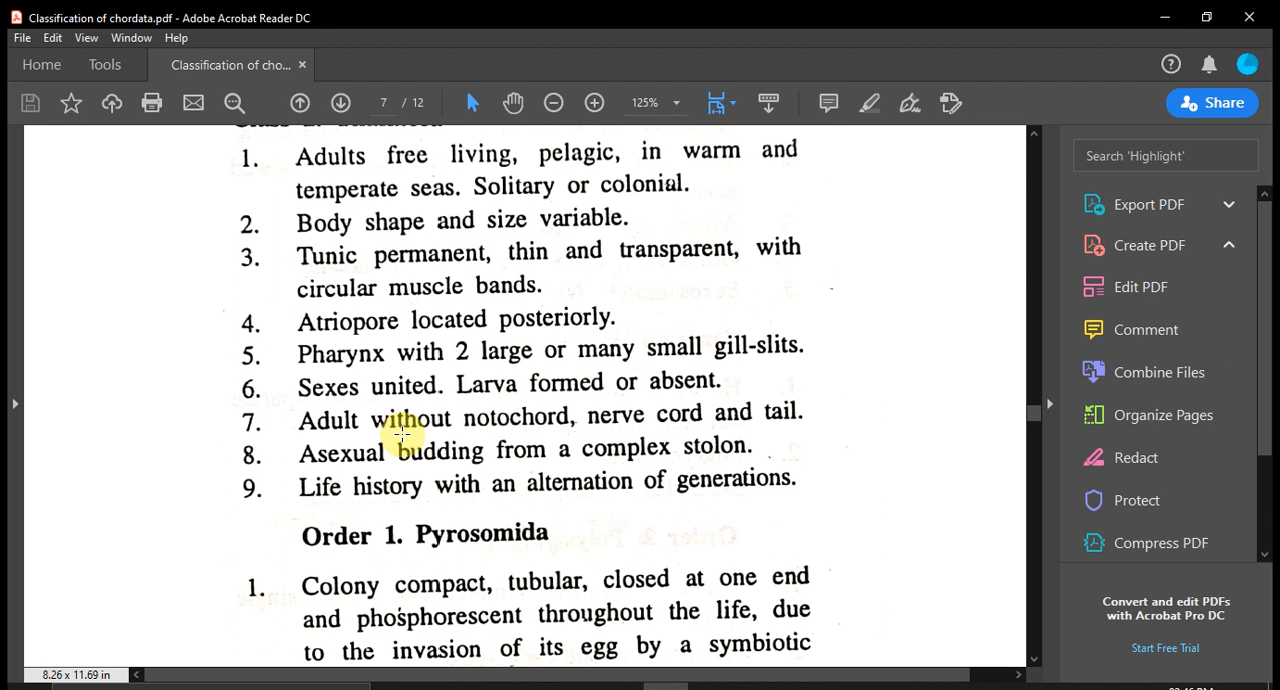 Classification of chordata.pdf - Adobe Acrobat Reader DC
File Edit View Window Help
Home Tools Classification of cho... ×
7 / 12 125% Share
1. Adults free living, pelagic, in warm and
temperate seas. Solitary or colonial.
2. Body shape and size variable.
3. Tunic permanent, thin and transparent, with
circular muscle bands.
4. Atriopore located posteriorly.
5. Pharynx with 2 large or many small gill-slits.
6. Sexes united. Larva formed or absent.
7. Adult without notochord, nerve cord and tail.
8. Asexual budding from a complex stolon.
9. Life history with an alternation of generations.
Order 1. Pyrosomida
1. Colony compact, tubular, closed at one end
and phosphorescent throughout the life, due
to the invasion of its egg by a symbiotic
8.26 x 11.69 in
Search 'Highlight'
Export PDF
Create PDF
Edit PDF
Comment
Combine Files
Organize Pages
Redact
Protect
Compress PDF
Convert and edit PDFs
with Acrobat Pro DC
Start Free Trial